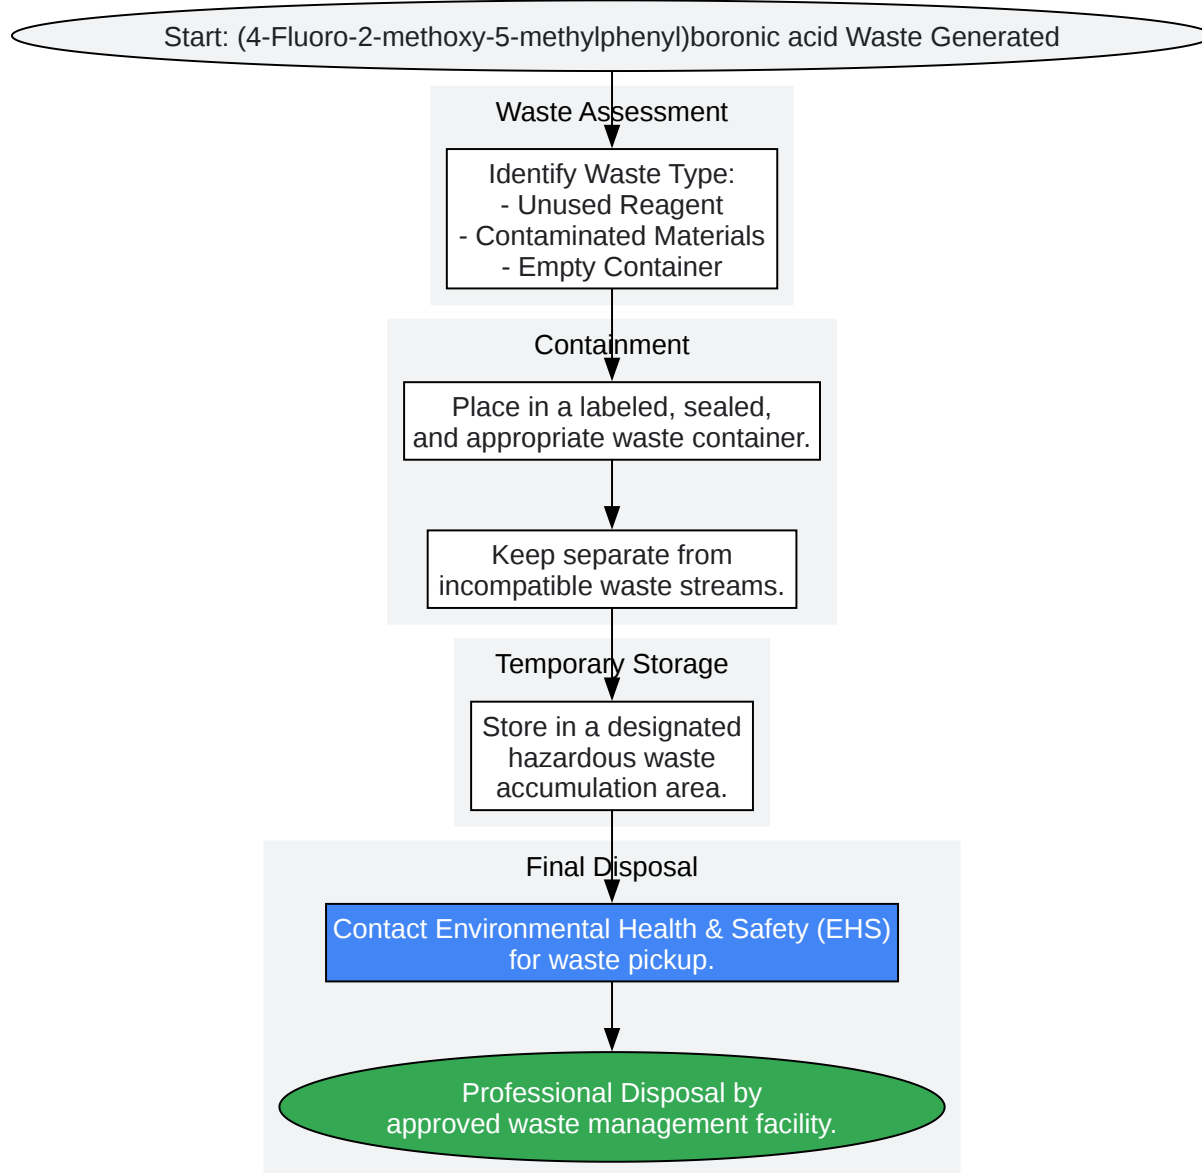 Start: (4-Fluoro-2-methoxy-5-methylphenyl)boronic acid Waste Generated
Waste Assessment
Identify Waste Type:
- Unused Reagent
- Contaminated Materials
- Empty Container
Containment
Place in a labeled, sealed,
and appropriate waste container.
Keep separate from
incompatible waste streams.
Temporary Storage
Store in a designated
hazardous waste
accumulation area.
Final Disposal
Contact Environmental Health & Safety (EHS)
for waste pickup.
Professional Disposal by
approved waste management facility.